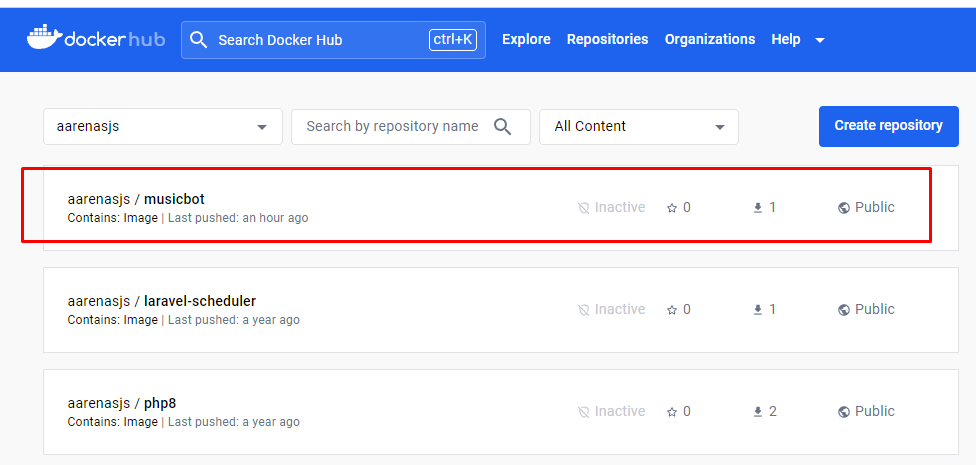 dockerhub Search Docker Hub ctrl+K Explore Repositories Organizations Help
aarenasjs Search by repository name All Content Create repository
aarenasjs / musicbot
Contains: Image | Last pushed: an hour ago
Inactive 0 1 Public
aarenasjs / laravel-scheduler
Contains: Image | Last pushed: a year ago
Inactive 0 1 Public
aarenasjs / php8
Contains: Image | Last pushed: a year ago
Inactive 0 2 Public